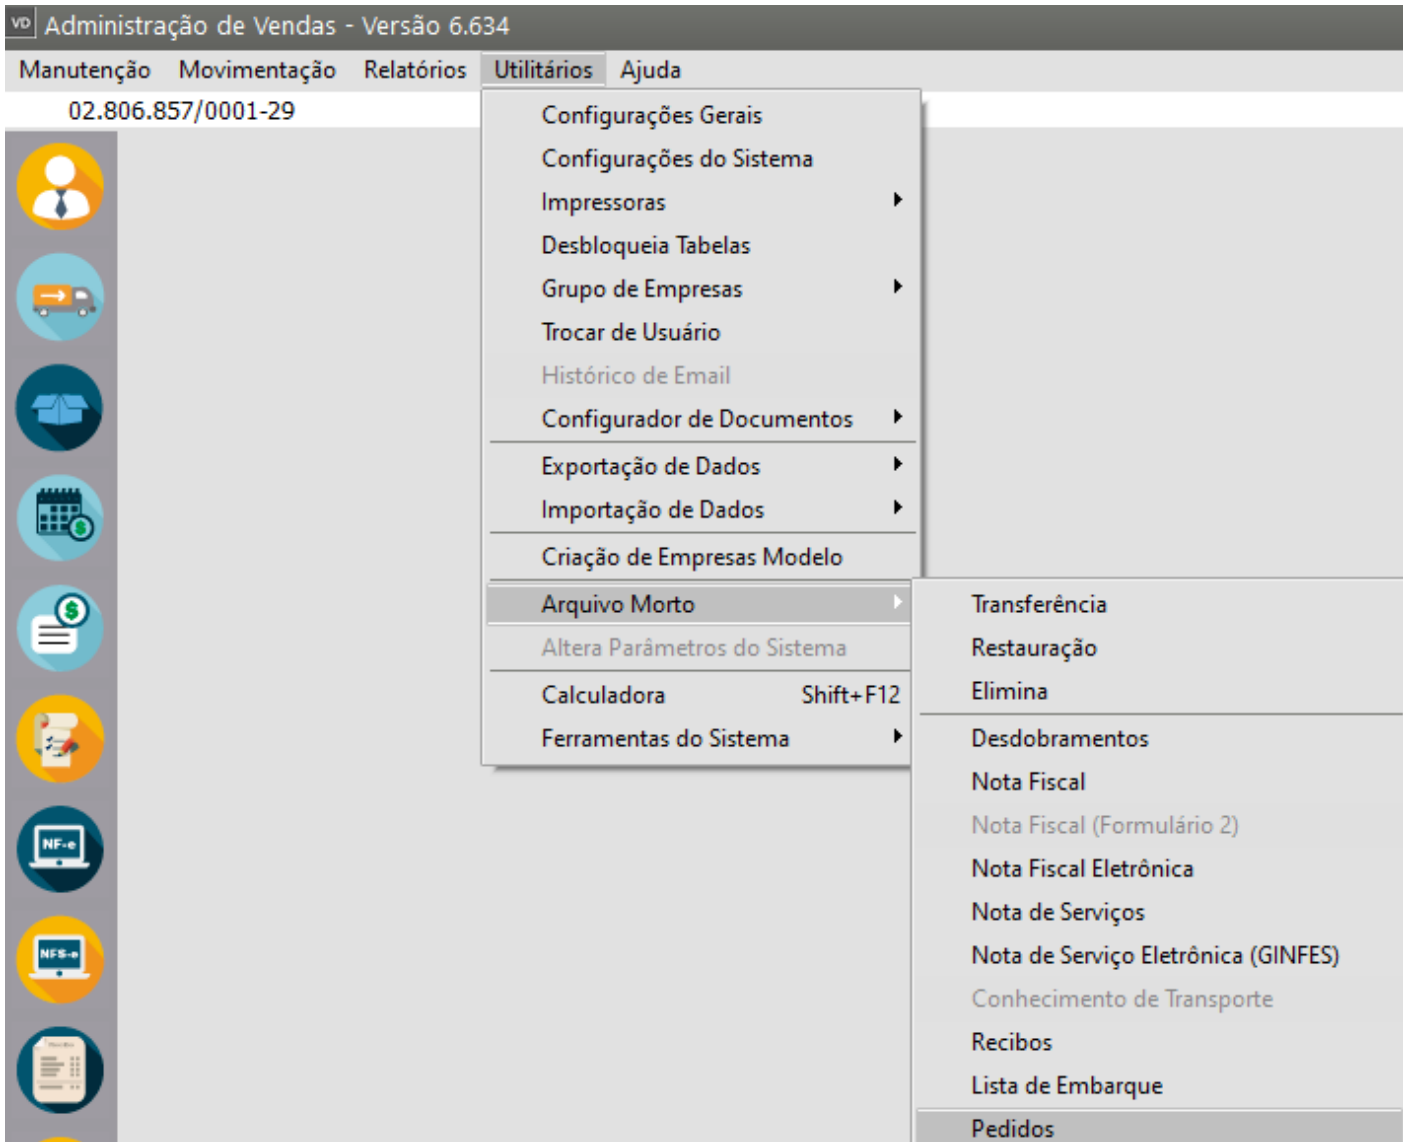 VD Administração de Vendas - Versão 6.634
Manutenção Movimentação Relatórios Utilitários Ajuda
02.806.857/0001-29
Configurações Gerais
Configurações do Sistema
Impressoras
Desbloqueia Tabelas
Grupo de Empresas
Trocar de Usuário
Histórico de Email
Configurador de Documentos
Exportação de Dados
Importação de Dados
Criação de Empresas Modelo
Arquivo Morto
Altera Parâmetros do Sistema
Calculadora Shift+F12
Ferramentas do Sistema
Transferência
Restauração
Elimina
Desdobramentos
Nota Fiscal
Nota Fiscal (Formulário 2)
Nota Fiscal Eletrônica
Nota de Serviços
Nota de Serviço Eletrônica (GINFES)
Conhecimento de Transporte
Recibos
Lista de Embarque
Pedidos
$
$
NF-e
NFS-e